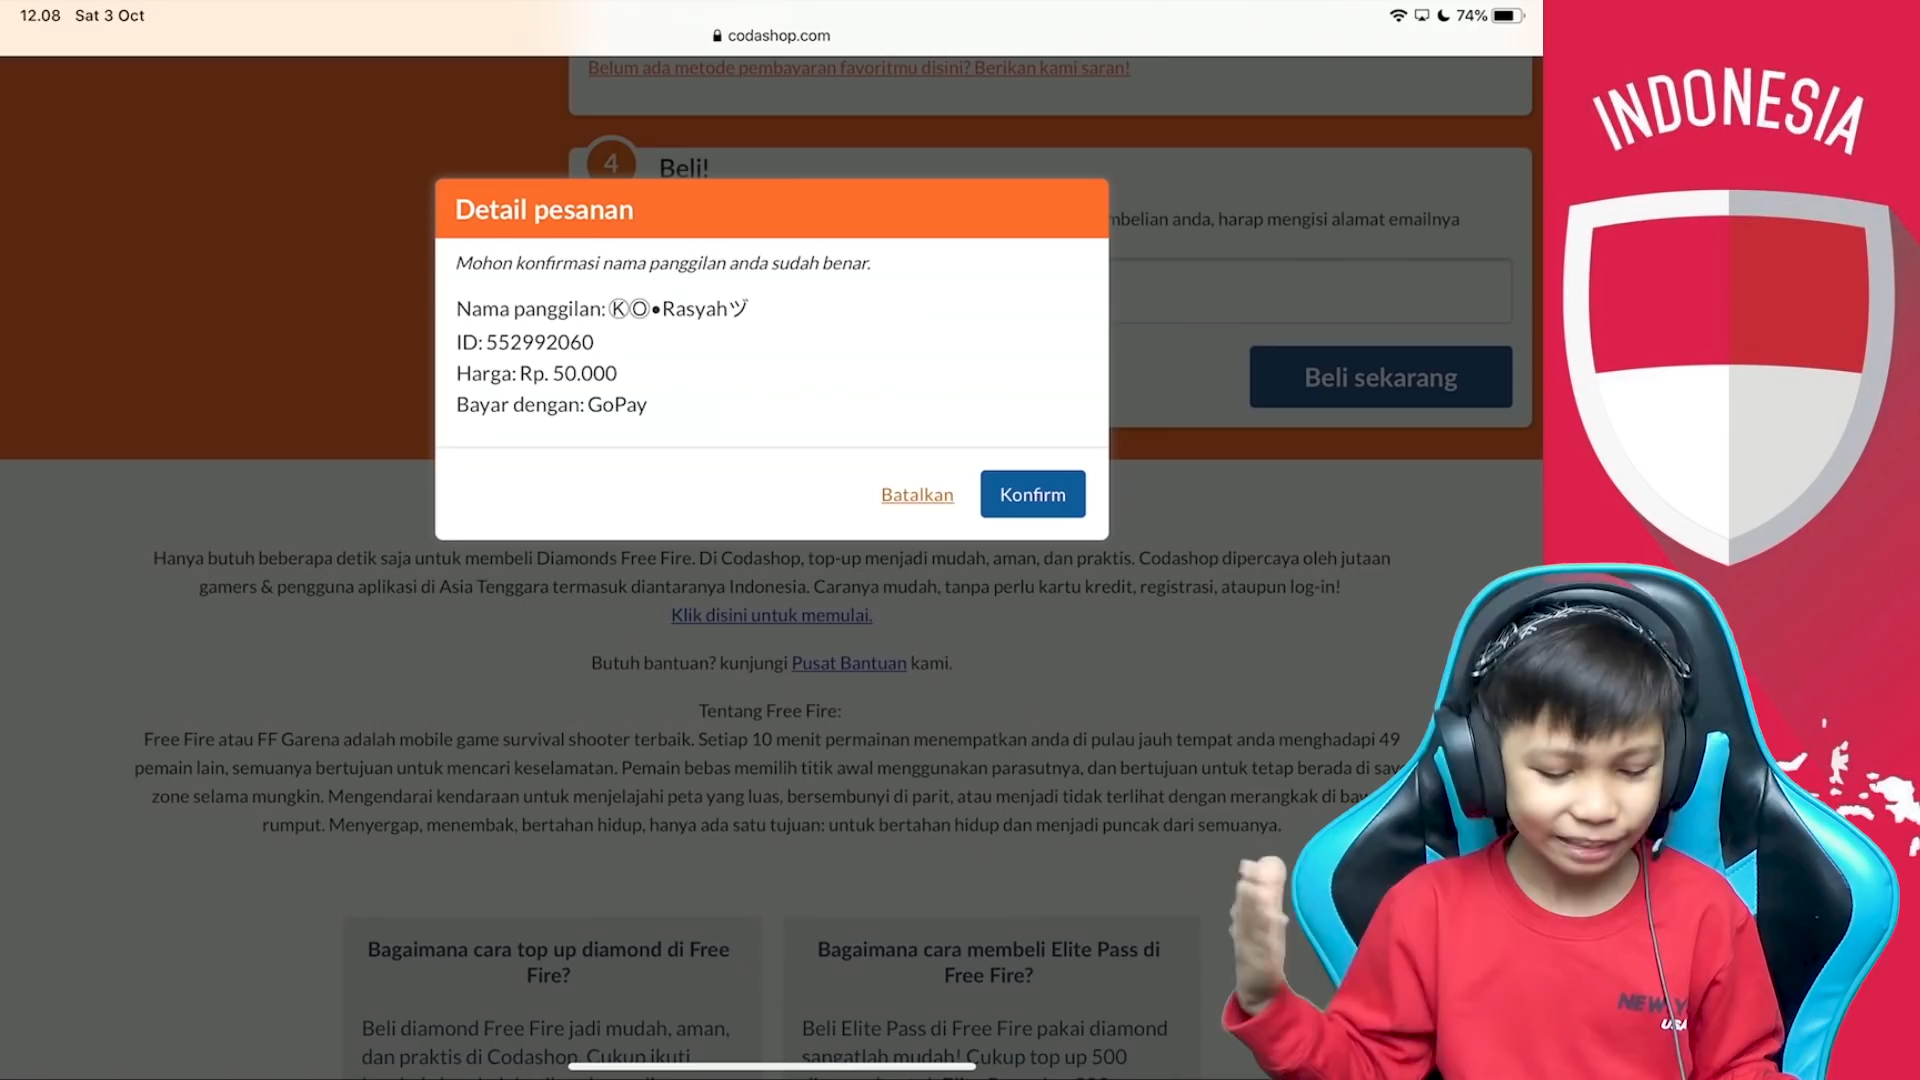 12.08 Sat 3 Oct
74%
codashop.com
Belum ada metode pembayaran favoritmu disini? Berikan kami saran!
INDONESIA
4 Beli!
mbelian anda, harap mengisi alamat emailnya
Beli sekarang
Detail pesanan
Mohon konfirmasi nama panggilan anda sudah benar.
Nama panggilan: ⓀⓄ•Rasyahヅ
ID: 552992060
Harga: Rp. 50.000
Bayar dengan: GoPay
Batalkan Konfirm
Hanya butuh beberapa detik saja untuk membeli Diamonds Free Fire. Di Codashop, top-up menjadi mudah, aman, dan praktis. Codashop dipercaya oleh jutaan
gamers & pengguna aplikasi di Asia Tenggara termasuk diantaranya Indonesia. Caranya mudah, tanpa perlu kartu kredit, registrasi, ataupun log-in!
Klik disini untuk memulai.
Butuh bantuan? kunjungi Pusat Bantuan kami.
Tentang Free Fire:
Free Fire atau FF Garena adalah mobile game survival shooter terbaik. Setiap 10 menit permainan menempatkan anda di pulau jauh tempat anda menghadapi 49
pemain lain, semuanya bertujuan untuk mencari keselamatan. Pemain bebas memilih titik awal menggunakan parasutnya, dan bertujuan untuk tetap berada di
zone selama mungkin. Mengendarai kendaraan untuk menjelajahi peta yang luas, bersembunyi di parit, atau menjadi tidak terlihat dengan merangkak di
rumput. Menyergap, menembak, bertahan hidup, hanya ada satu tujuan: untuk bertahan hidup dan menjadi puncak dari semuanya.
Bagaimana cara top up diamond di Free
Fire?
Beli diamond Free Fire jadi mudah, aman,
dan praktis di Codashop. Cukup ikuti
Bagaimana cara membeli Elite Pass di
Free Fire?
Beli Elite Pass di Free Fire pakai diamond
sangatlah mudah! Cukup top up 500
NEW Y
USA